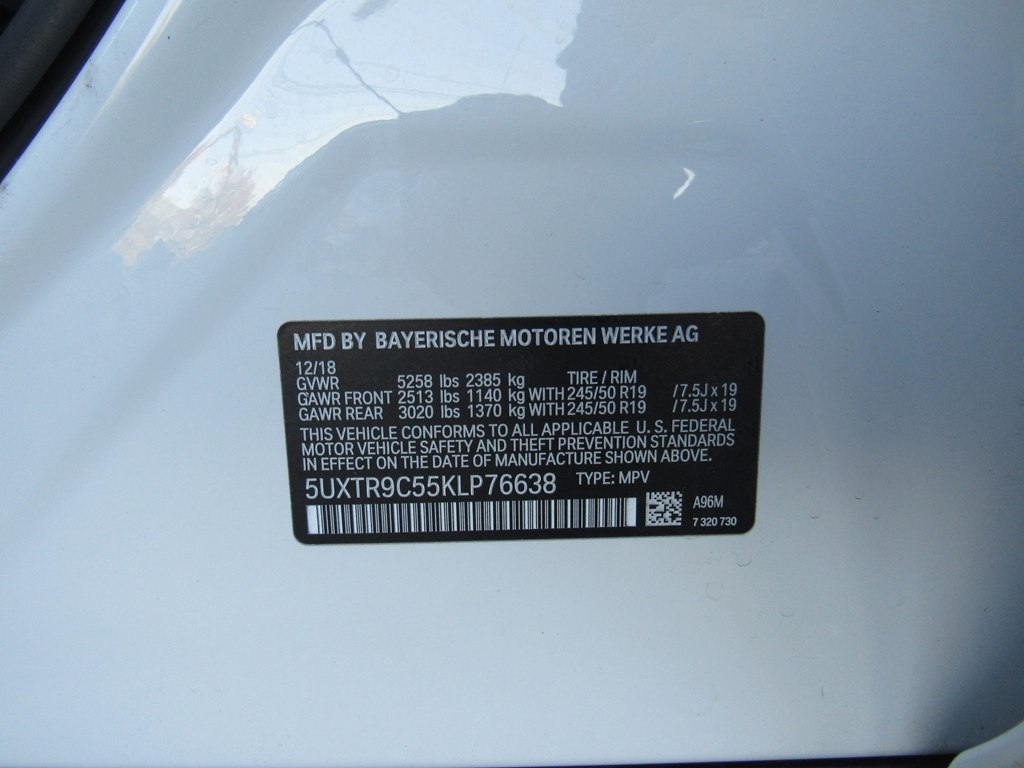 MFD BY BAYERISCHE MOTOREN WERKE AG
12/18
TIRE / RIM
GVWR 5258 lbs 2385 kg
GAWR FRONT 2513 lbs 1140 kg WITH 245/50 R19 /7.5J x 19
GAWR REAR 3020 lbs 1370 kg WITH 245/50 R19 /7.5J x 19
THIS VEHICLE CONFORMS TO ALL APPLICABLE U. S. FEDERAL
MOTOR VEHICLE SAFETY AND THEFT PREVENTION STANDARDS
IN EFFECT ON THE DATE OF MANUFACTURE SHOWN ABOVE.
5UXTR9C55KLP76638 TYPE: MPV
A96M
7 320 730